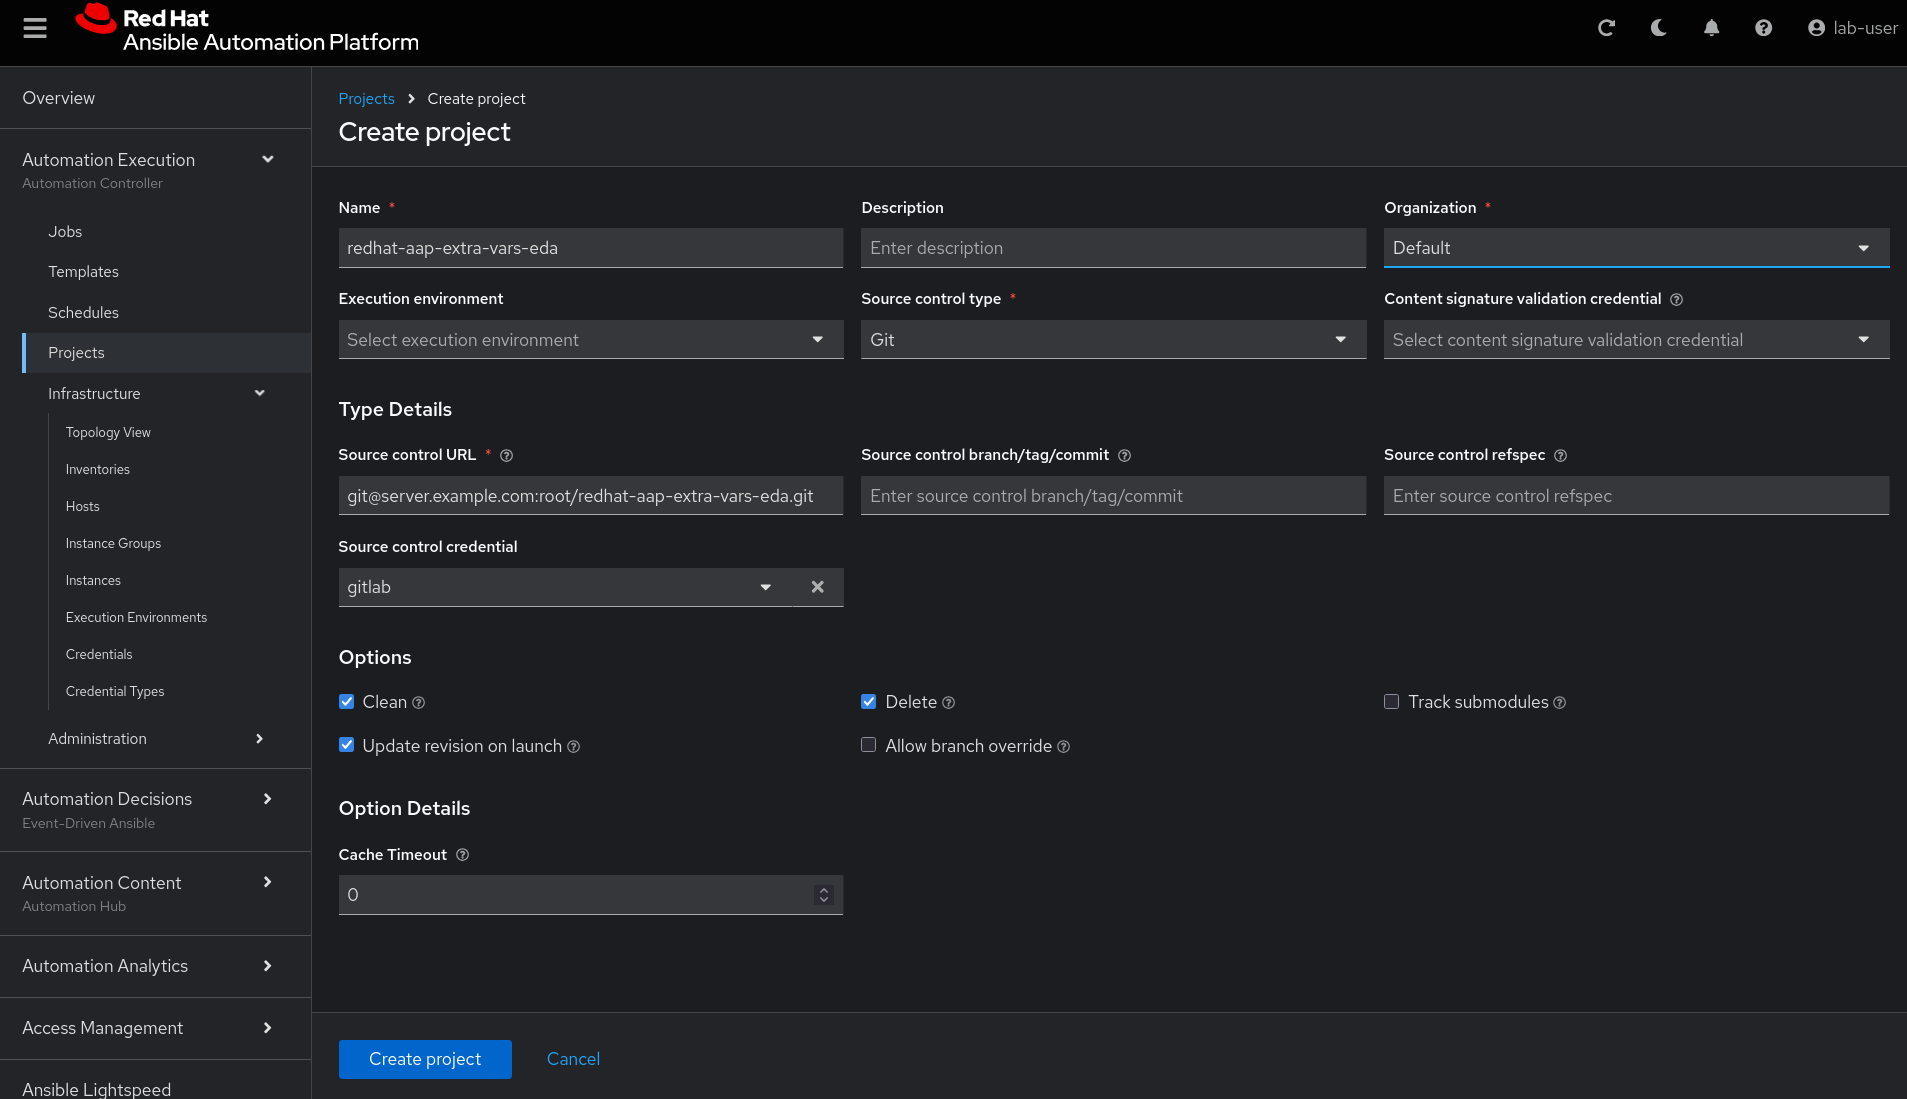 Red Hat
Ansible Automation Platform
lab-user
Overview
Automation Execution
Automation Controller
Jobs
Templates
Schedules
Projects
Infrastructure
Topology View
Inventories
Hosts
Instance Groups
Instances
Execution Environments
Credentials
Credential Types
Administration
Automation Decisions
Event-Driven Ansible
Automation Content
Automation Hub
Automation Analytics
Access Management
Ansible Lightspeed
Projects Create project
Create project
Name * Description Organization *
redhat-aap-extra-vars-eda Enter description Default
Execution environment Source control type * Content signature validation credential
Select execution environment Git Select content signature validation credential
Type Details
Source control URL * Source control branch/tag/commit Source control refspec
git@server.example.com:root/redhat-aap-extra-vars-eda.git Enter source control branch/tag/commit Enter source control refspec
Source control credential
gitlab
Options
Clean Delete Track submodules
Update revision on launch Allow branch override
Option Details
Cache Timeout
0
Create project Cancel